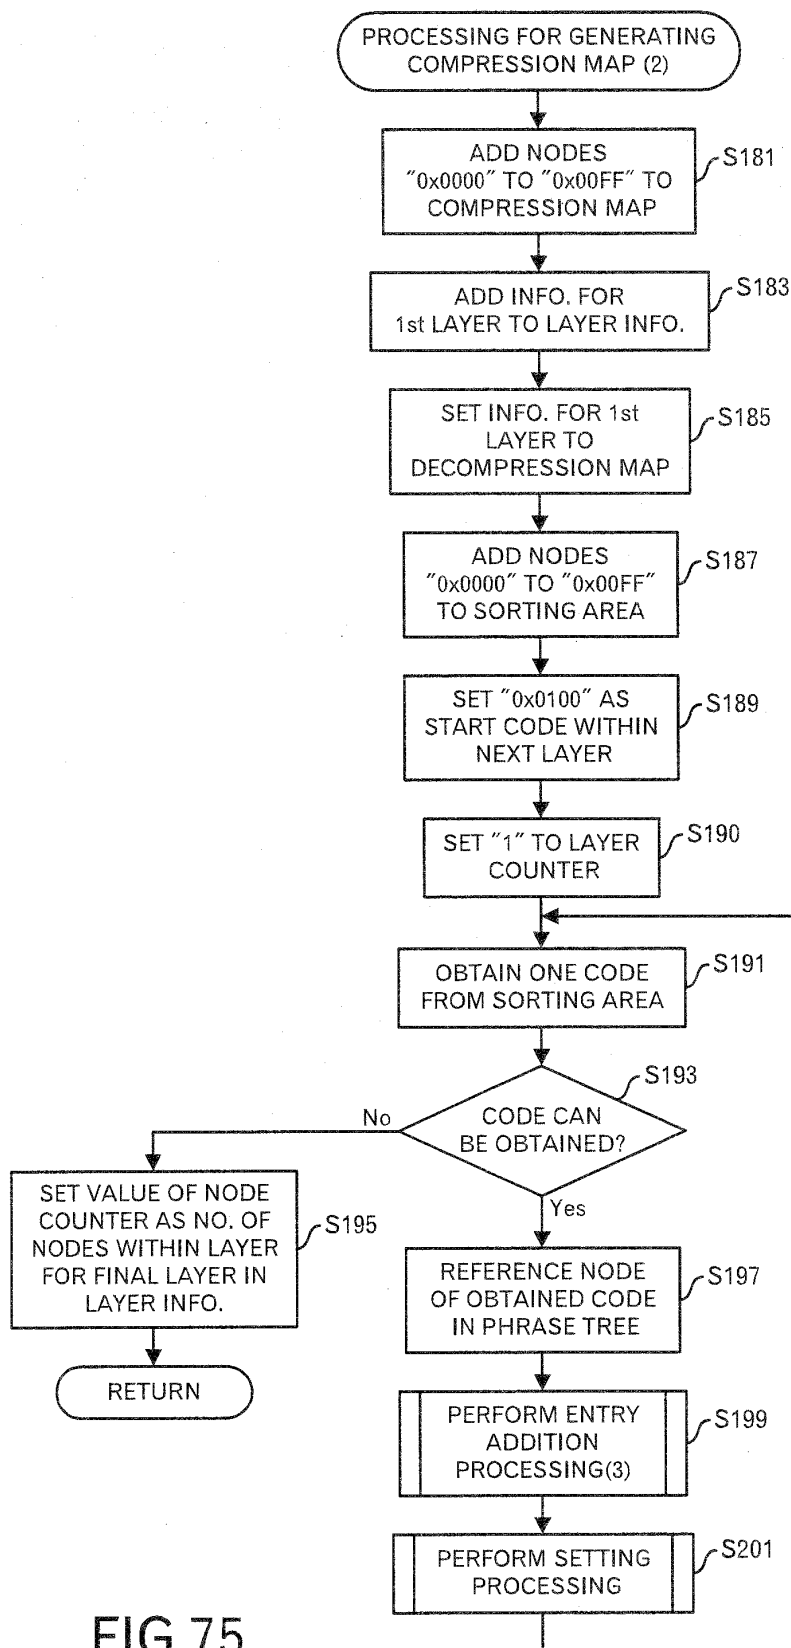 PROCESSING FOR GENERATING
COMPRESSION MAP (2)
ADD NODES
"0x0000" TO "0x00FF" TO
COMPRESSION MAP
S181
ADD INFO. FOR
1st LAYER TO LAYER INFO.
S183
SET INFO. FOR 1st
LAYER TO
DECOMPRESSION MAP
S185
ADD NODES
"0x0000" TO "0x00FF"
TO SORTING AREA
S187
SET "0x0100" AS
START CODE WITHIN
NEXT LAYER
S189
SET "1" TO LAYER
COUNTER
S190
OBTAIN ONE CODE
FROM SORTING AREA
S191
CODE CAN
BE OBTAINED?
S193
No
Yes
SET VALUE OF NODE
COUNTER AS NO. OF
NODES WITHIN LAYER
FOR FINAL LAYER IN
LAYER INFO.
S195
RETURN
REFERENCE NODE
OF OBTAINED CODE
IN PHRASE TREE
S197
PERFORM ENTRY
ADDITION
PROCESSING(3)
S199
PERFORM SETTING
PROCESSING
S201
FIG.75